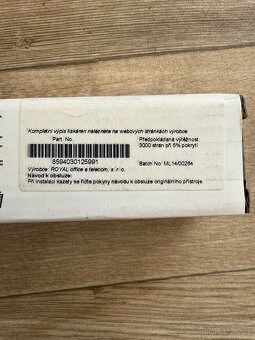 Kompletní výpis tiskáren naleznete na webových stránkách výrobce
Part. No.
Předpokládaná výtěžnost:
3000 stran při 5% pokrytí
8594030125991
Batch No: ML14/00264
Výrobce: ROYAL office a telecom, s. r. o.
Návod k obsluze:
Při instalaci kazety se řiďte pokyny návodu k obsluze originálního přístroje.